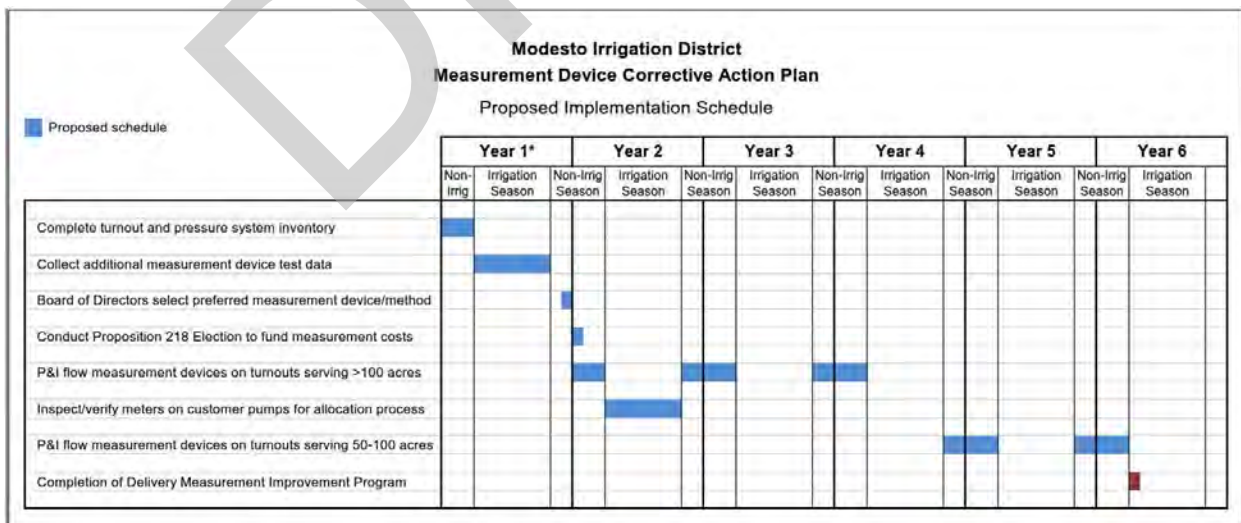 Modesto Irrigation District
Measurement Device Corrective Action Plan
Proposed Implementation Schedule
Proposed schedule
Year 1* Year 2 Year 3 Year 4 Year 5 Year 6
Non- Irrigation Non-Irrig Irrigation Non-Irrig Irrigation Non-Irrig Irrigation Non-Irrig Irrigation Non-Irrig Irrigation
Irrig Season Season Season Season Season Season Season Season Season Season Season
Complete turnout and pressure system inventory
Collect additional measurement device test data
Board of Directors select preferred measurement device/method
Conduct Proposition 218 Election to fund measurement costs
P&I flow measurement devices on turnouts serving >100 acres
Inspect/verify meters on customer pumps for allocation process
P&I flow measurement devices on turnouts serving 50-100 acres
Completion of Delivery Measurement Improvement Program